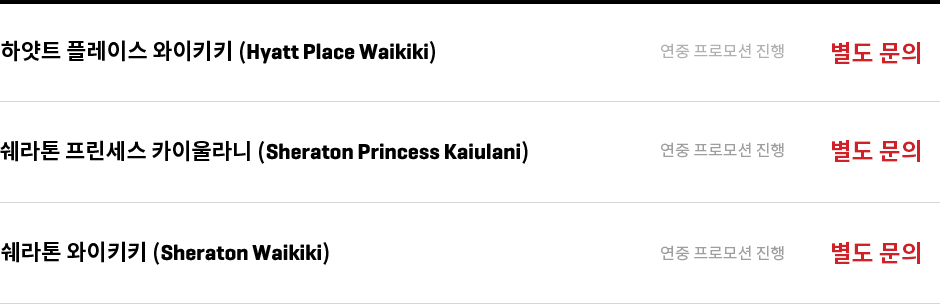 하얏트 플레이스 와이키키 (Hyatt Place Waikiki) 연중 프로모션 진행 별도 문의
쉐라톤 프린세스 카이울라니 (Sheraton Princess Kaiulani) 연중 프로모션 진행 별도 문의
쉐라톤 와이키키 (Sheraton Waikiki) 연중 프로모션 진행 별도 문의